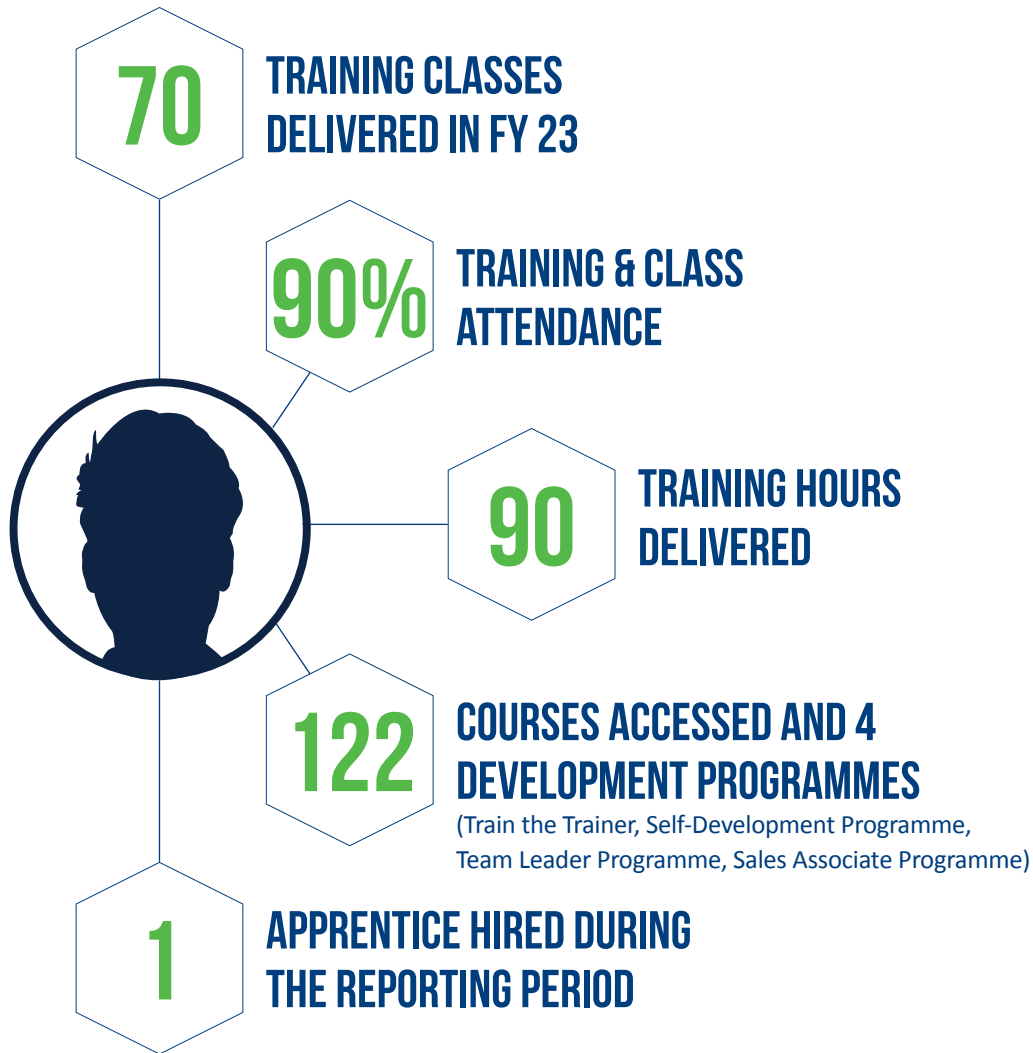 70
TRAINING CLASSES
DELIVERED IN FY 23
90%
TRAINING & CLASS
ATTENDANCE
90
TRAINING HOURS
DELIVERED
122
COURSES ACCESSED AND 4
DEVELOPMENT PROGRAMMES
(Train the Trainer, Self-Development Programme,
Team Leader Programme, Sales Associate Programme)
1
APPRENTICE HIRED DURING
THE REPORTING PERIOD